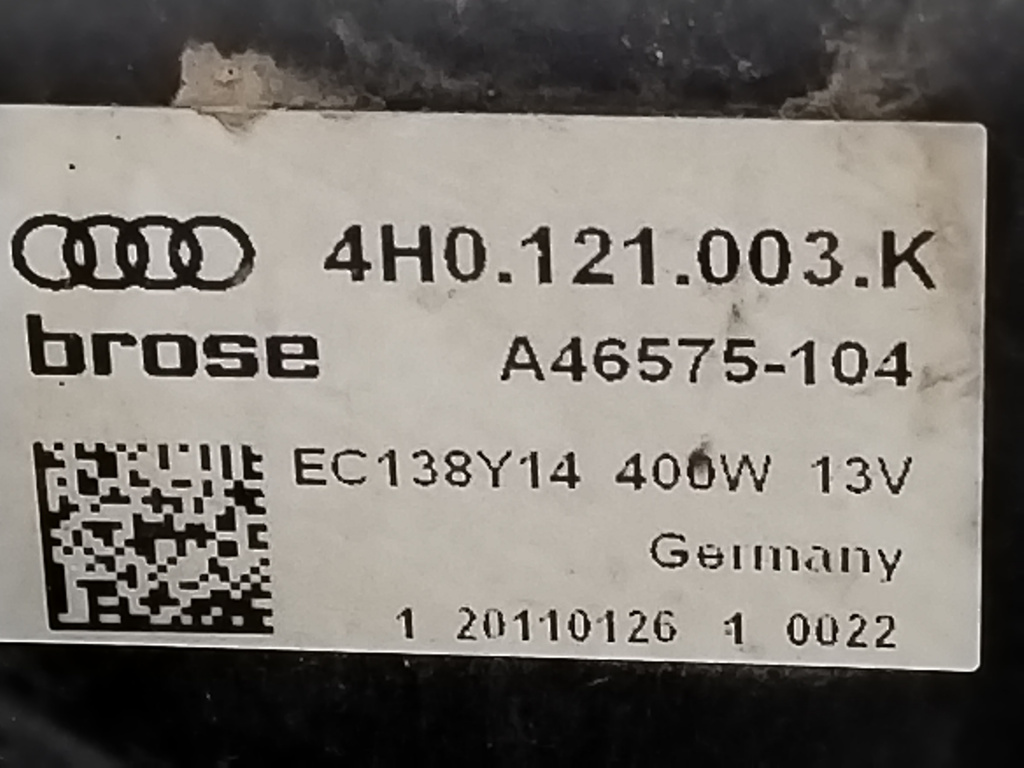 4H0.121.003.K
brose A46575-104
EC138Y14 400W 13V
Germany
1 20110126 1 0022